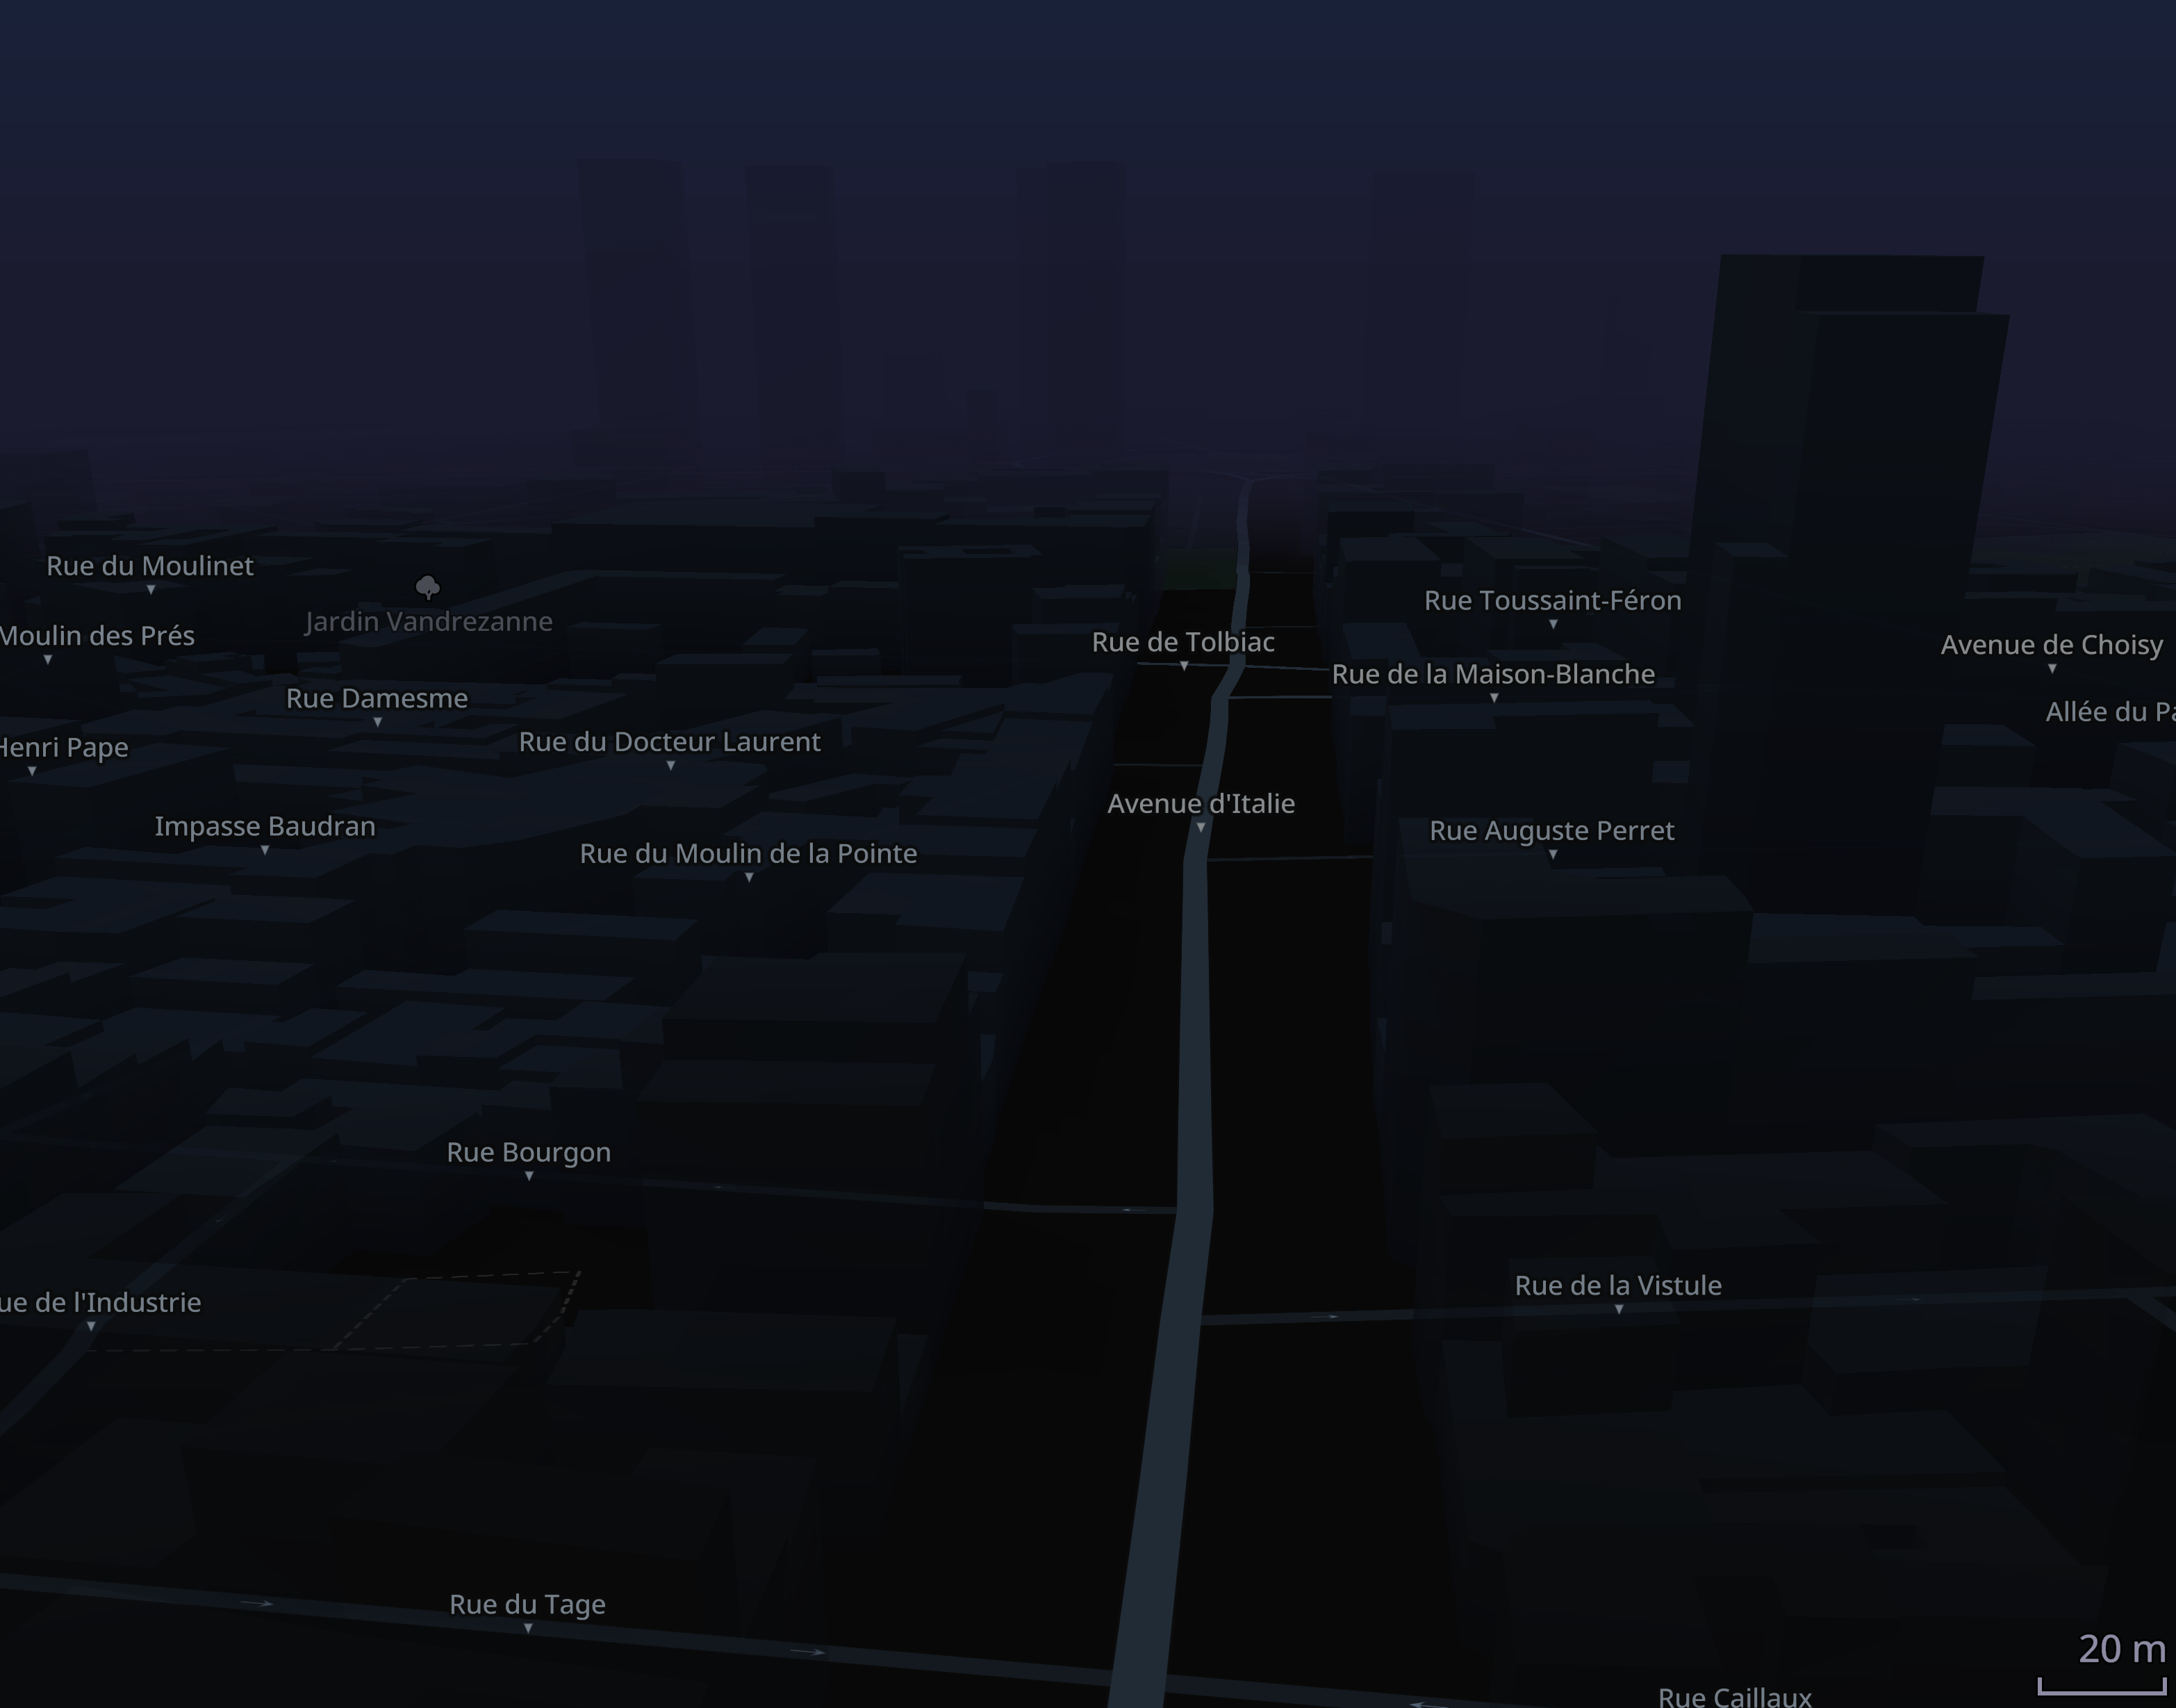 Rue du Moulinet
Jardin Vandrezanne
Rue Toussaint-Féron
Moulin des Prés
Rue de Tolbiac
Avenue de Choisy
Rue de la Maison-Blanche
Rue Damesme
Allée du Pa
Henri Pape
Rue du Docteur Laurent
Avenue d'Italie
Impasse Baudran
Rue Auguste Perret
Rue du Moulin de la Pointe
Rue Bourgon
Rue de la Vistule
ue de l'Industrie
Rue du Tage
20 m
Rue Caillaux